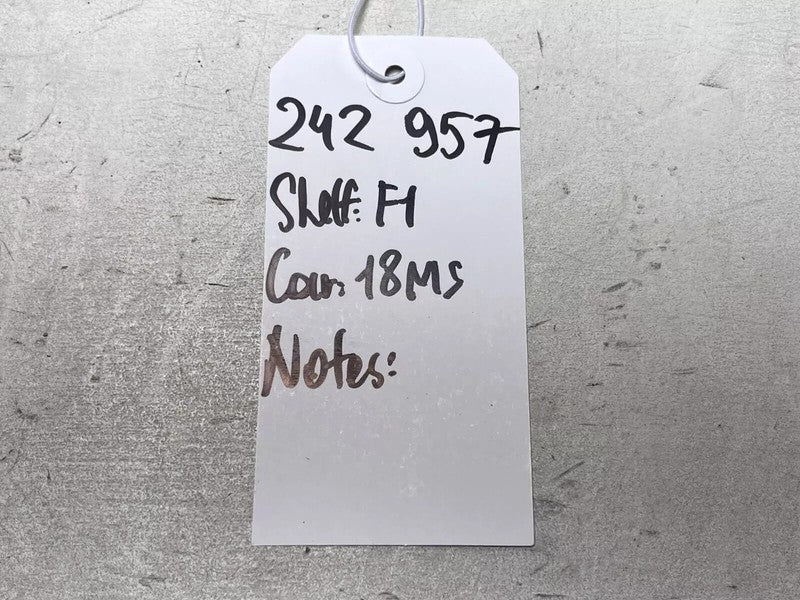 242 957
Shelf: F1
Car: 18MS
Notes: